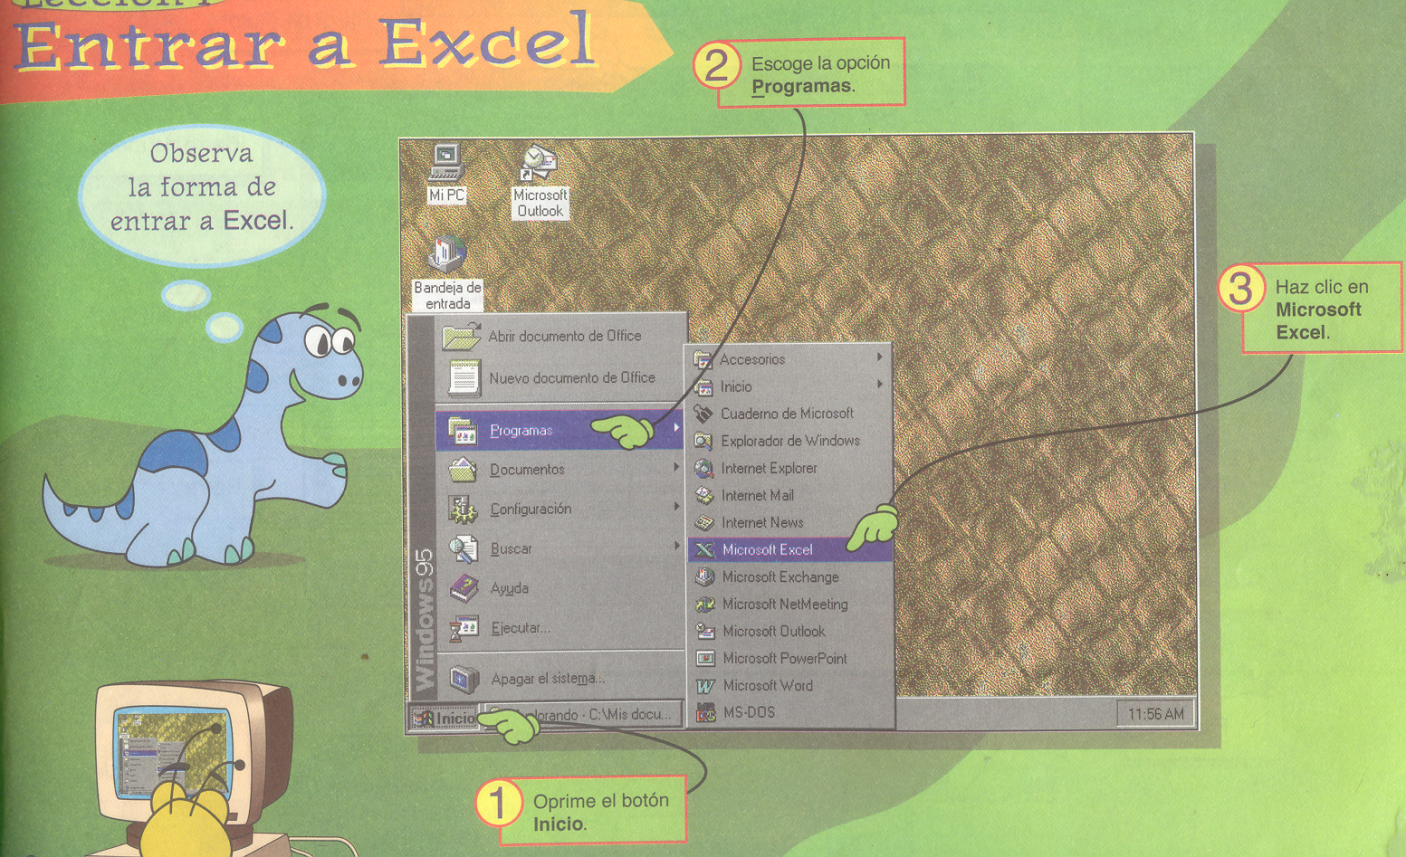 Lección 1
Entrar a Excel
Observa
la forma de
entrar a Excel.
2
Escoge la opción
Programas.
Mi PC
Microsoft
Outlook
Bandeja de
entrada
3
Haz clic en
Microsoft
Excel.
Abrir documento de Office
Nuevo documento de Office
Programas
Documentos
Configuración
Buscar
Ayuda
Ejecutar...
Apagar el sistema...
Windows95
Accesorios
Inicio
Cuaderno de Microsoft
Explorador de Windows
Internet Explorer
Internet Mail
Internet News
Microsoft Excel
Microsoft Exchange
Microsoft NetMeeting
Microsoft Outlook
Microsoft PowerPoint
Microsoft Word
MS-DOS
Inicio
plorando - C:\Mis docu...
11:56 AM
1
Oprime el botón
Inicio.